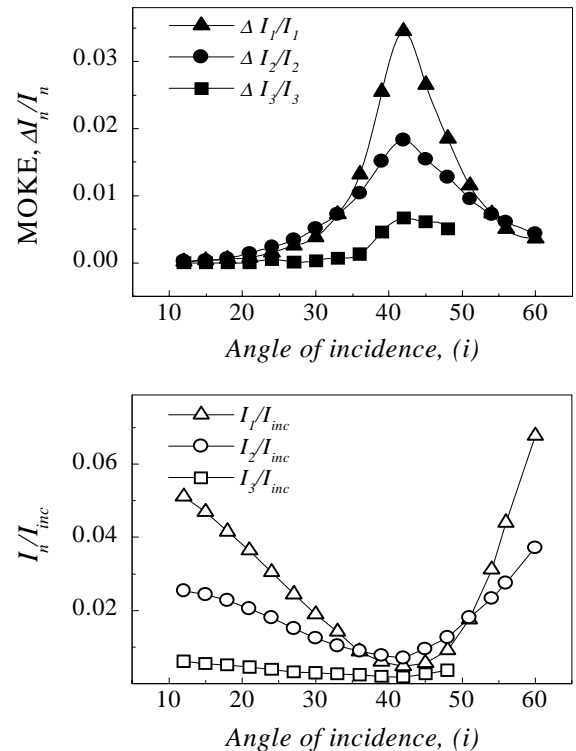 Δ I1/I1
Δ I2/I2
Δ I3/I3
MOKE, ΔIn/In
0.03
0.02
0.01
0.00
10 20 30 40 50 60
Angle of incidence, (i)
I1/Iinc
I2/Iinc
I3/Iinc
In/Iinc
0.06
0.04
0.02
10 20 30 40 50 60
Angle of incidence, (i)